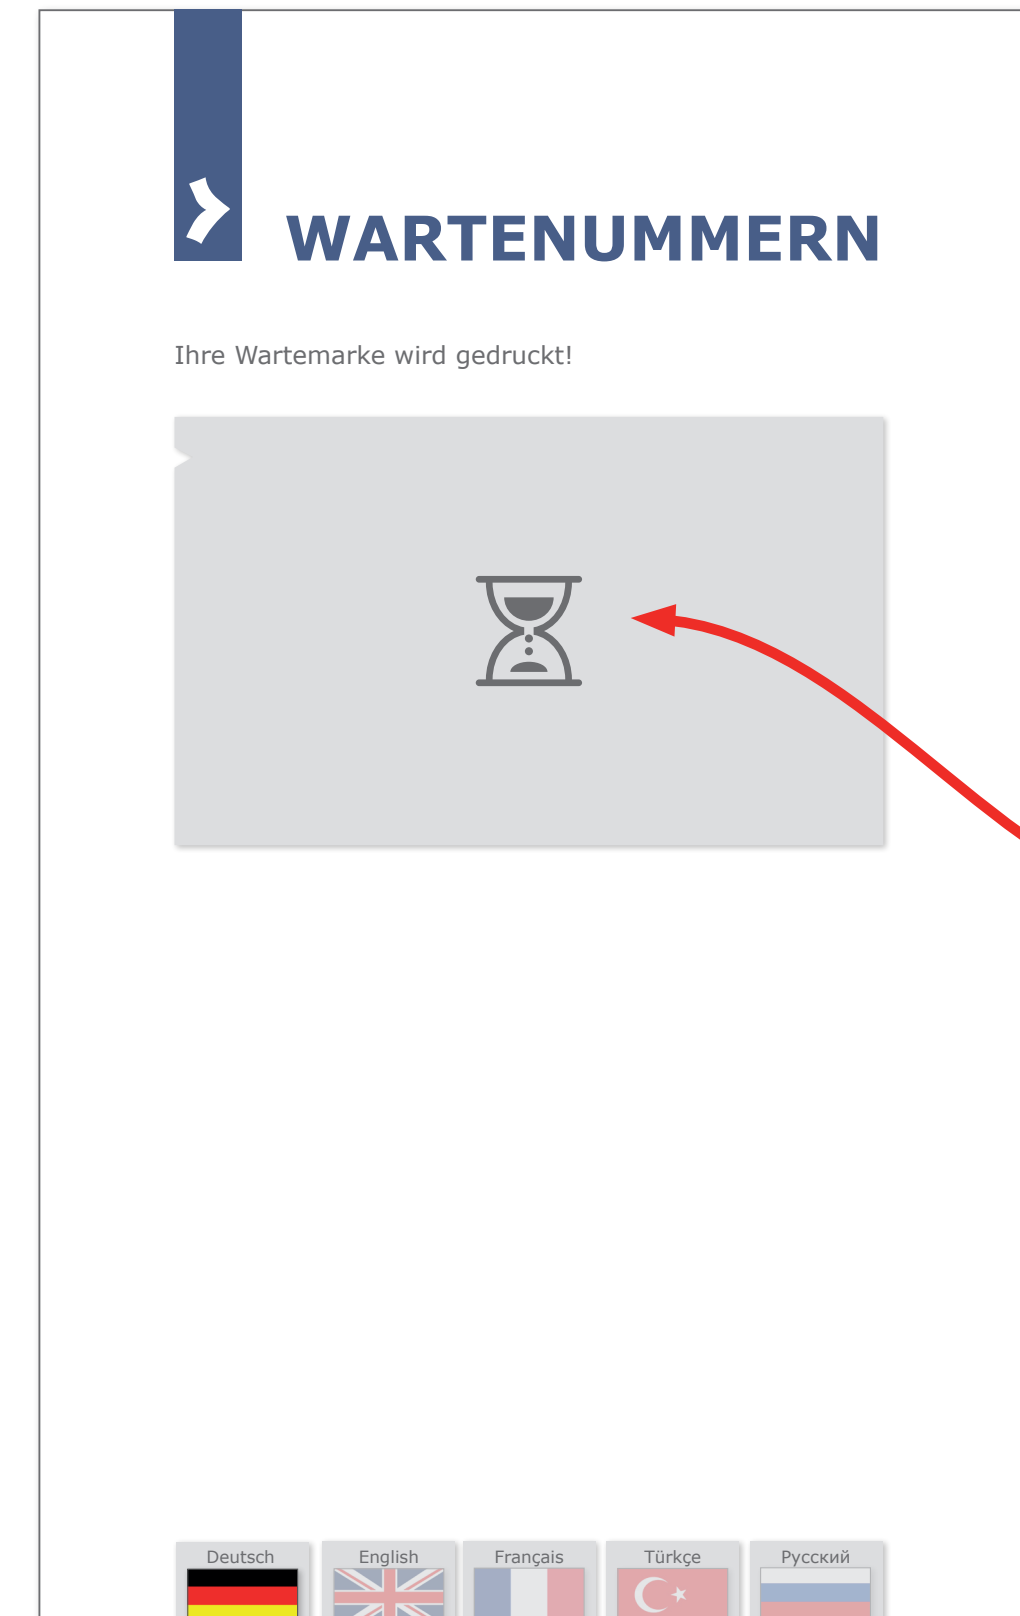 WARTENUMMERN
Ihre Wartemarke wird gedruckt!
Deutsch English Français Türkçe Русский